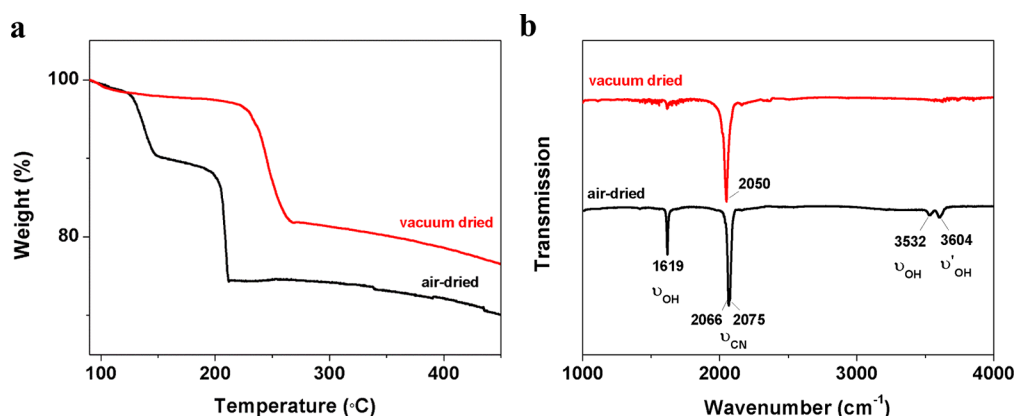 a
100
80
Weight (%)
vacuum dried
air-dried
100
200
300
400
Temperature (◦C)
b
vacuum dried
2050
air-dried
1619
υOH
2066
2075
υCN
3532
υOH
3604
υ'OH
Transmission
1000
2000
3000
4000
Wavenumber (cm-1)